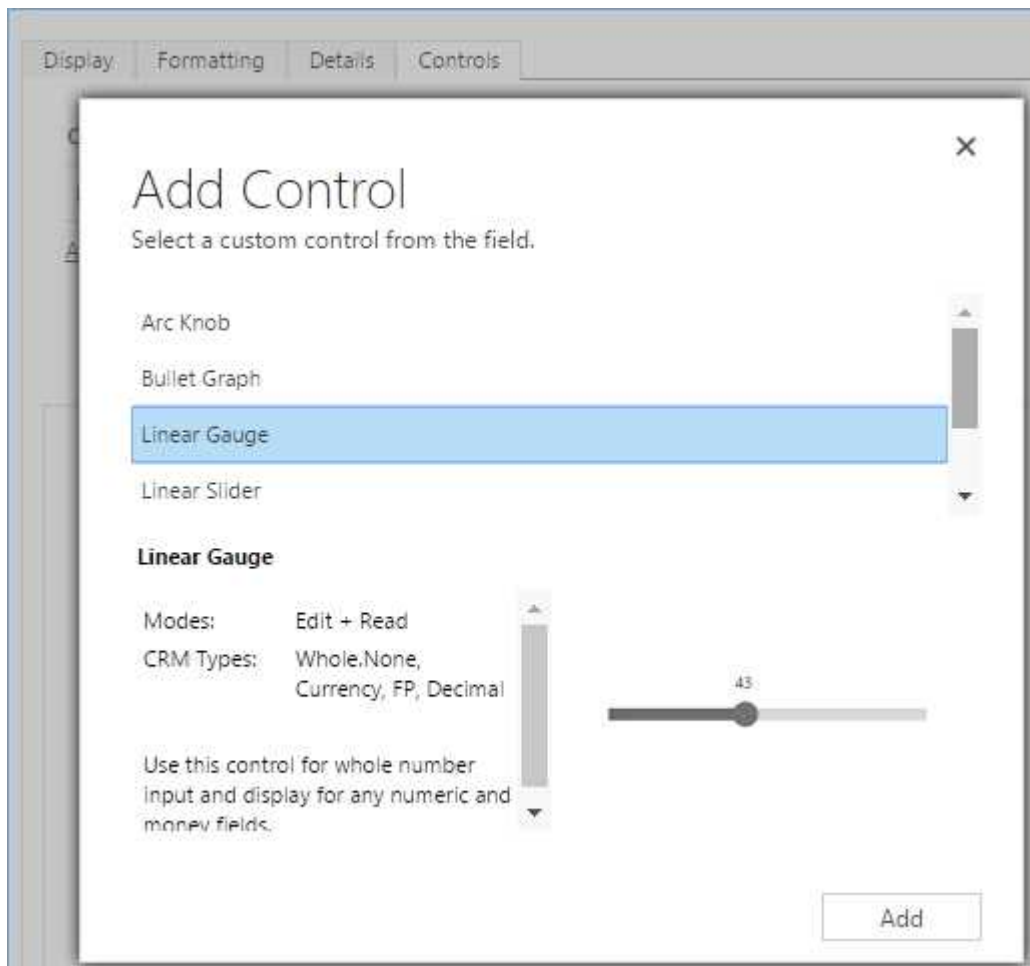 Display Formatting Details Controls
Add Control
Select a custom control from the field.
Arc Knob
Bullet Graph
Linear Gauge
Linear Slider
Linear Gauge
Modes: Edit + Read
CRM Types: Whole.None,
Currency, FP, Decimal
43
Use this control for whole number
input and display for any numeric and
money fields.
Add